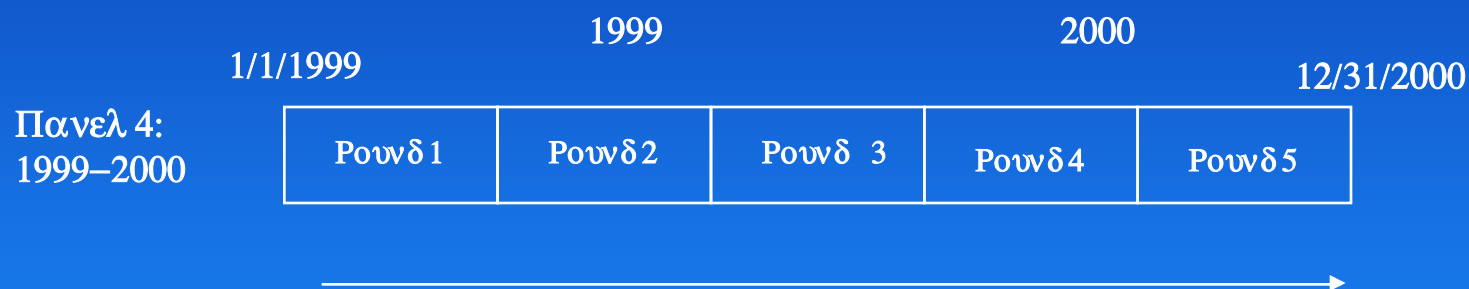 1999
2000
1/1/1999
12/31/2000
Πανελ 4:
1999–2000
Ρουνδ 1
Ρουνδ 2
Ρουνδ 3
Ρουνδ 4
Ρουνδ 5